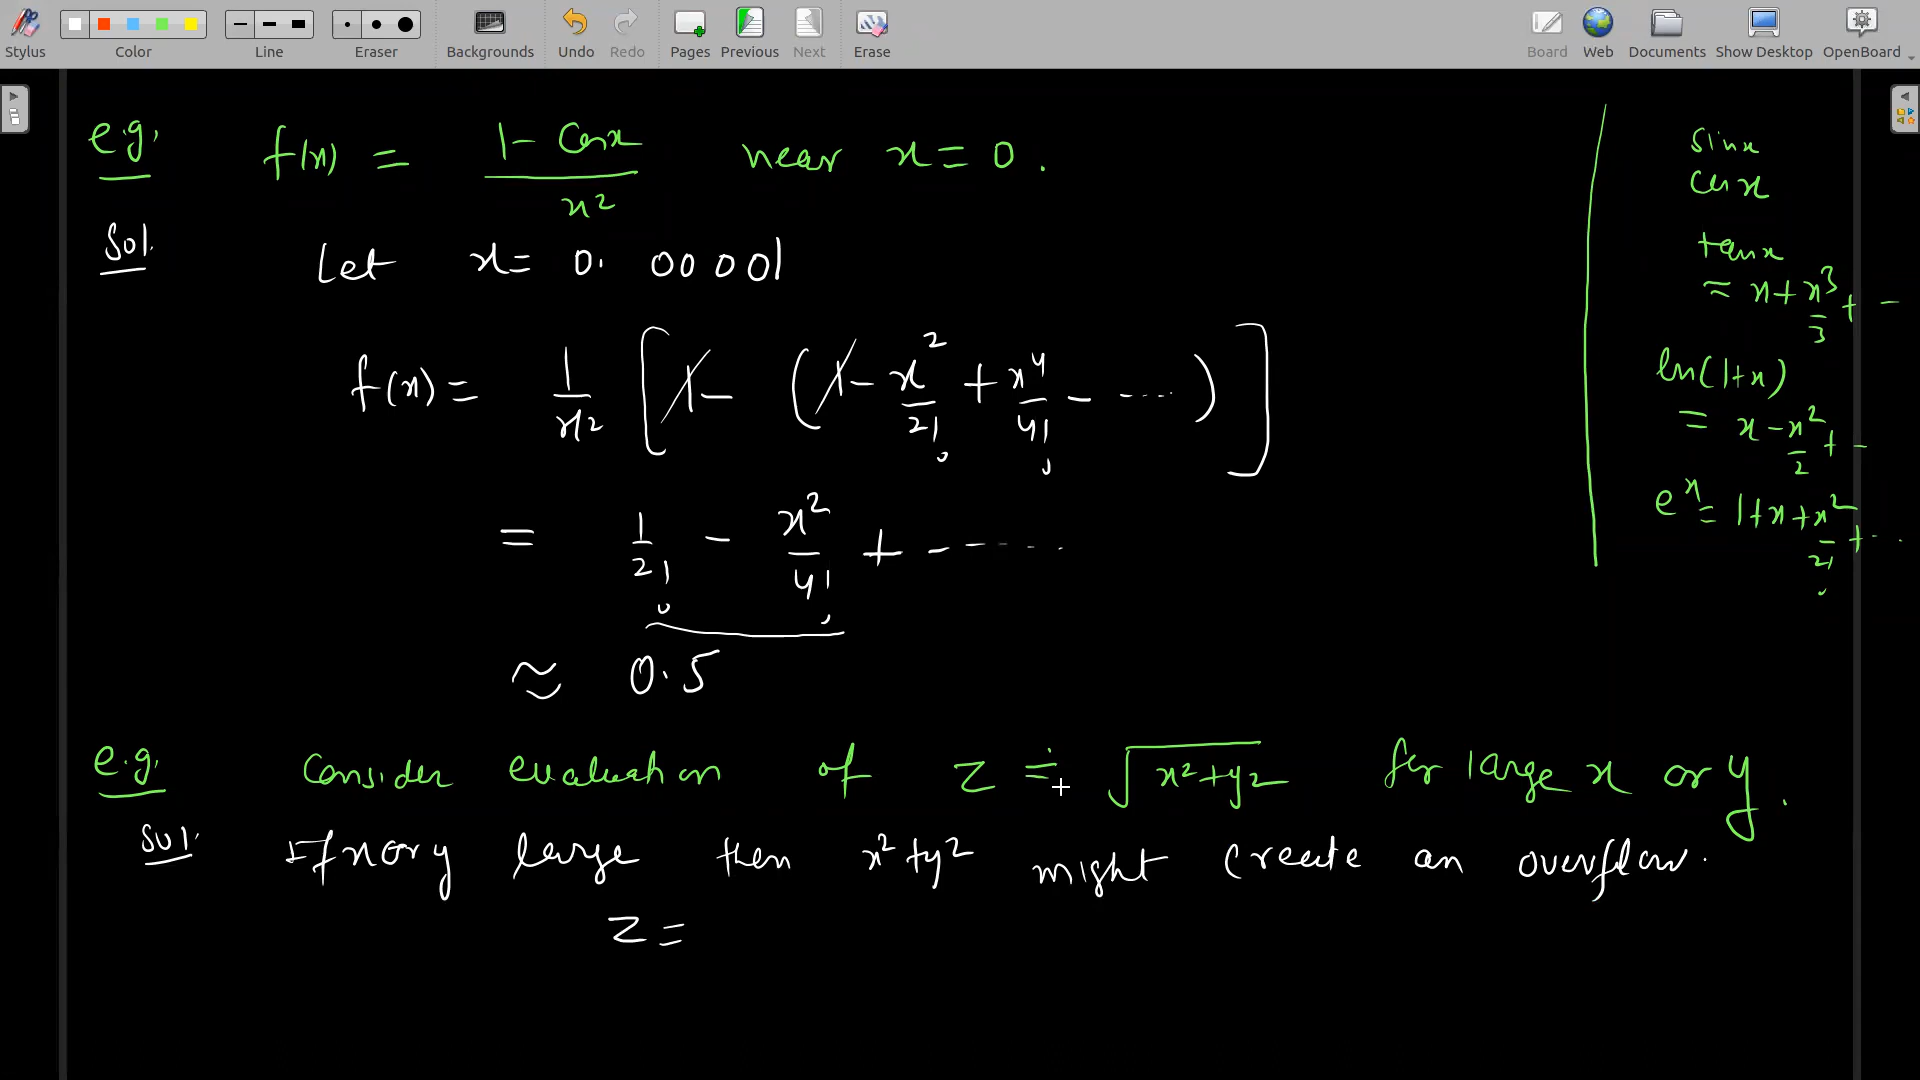 Stylus Color Line Eraser Backgrounds Undo Redo Pages Previous Next Erase Board Web Documents Show Desktop OpenBoard
e.g. f(x) = (1 - Cos x)/x² near x = 0.
Sol. Let x = 0.00001
f(x) = 1/x² [1 - (1 - x²/2! + x⁴/4! - ....)]
= 1/2! - x²/4! + - ....
≈ 0.5
e.g. Consider evaluation of z = √(x²+y²) for large x or y.
Sol. If x or y large then x²+y² might create an overflow.
z =
sin x
cos x
tan x
≈ x + x³/3 + -
ln(1+x)
= x - x²/2 + -
eˣ = 1+x+x²/2! + ..